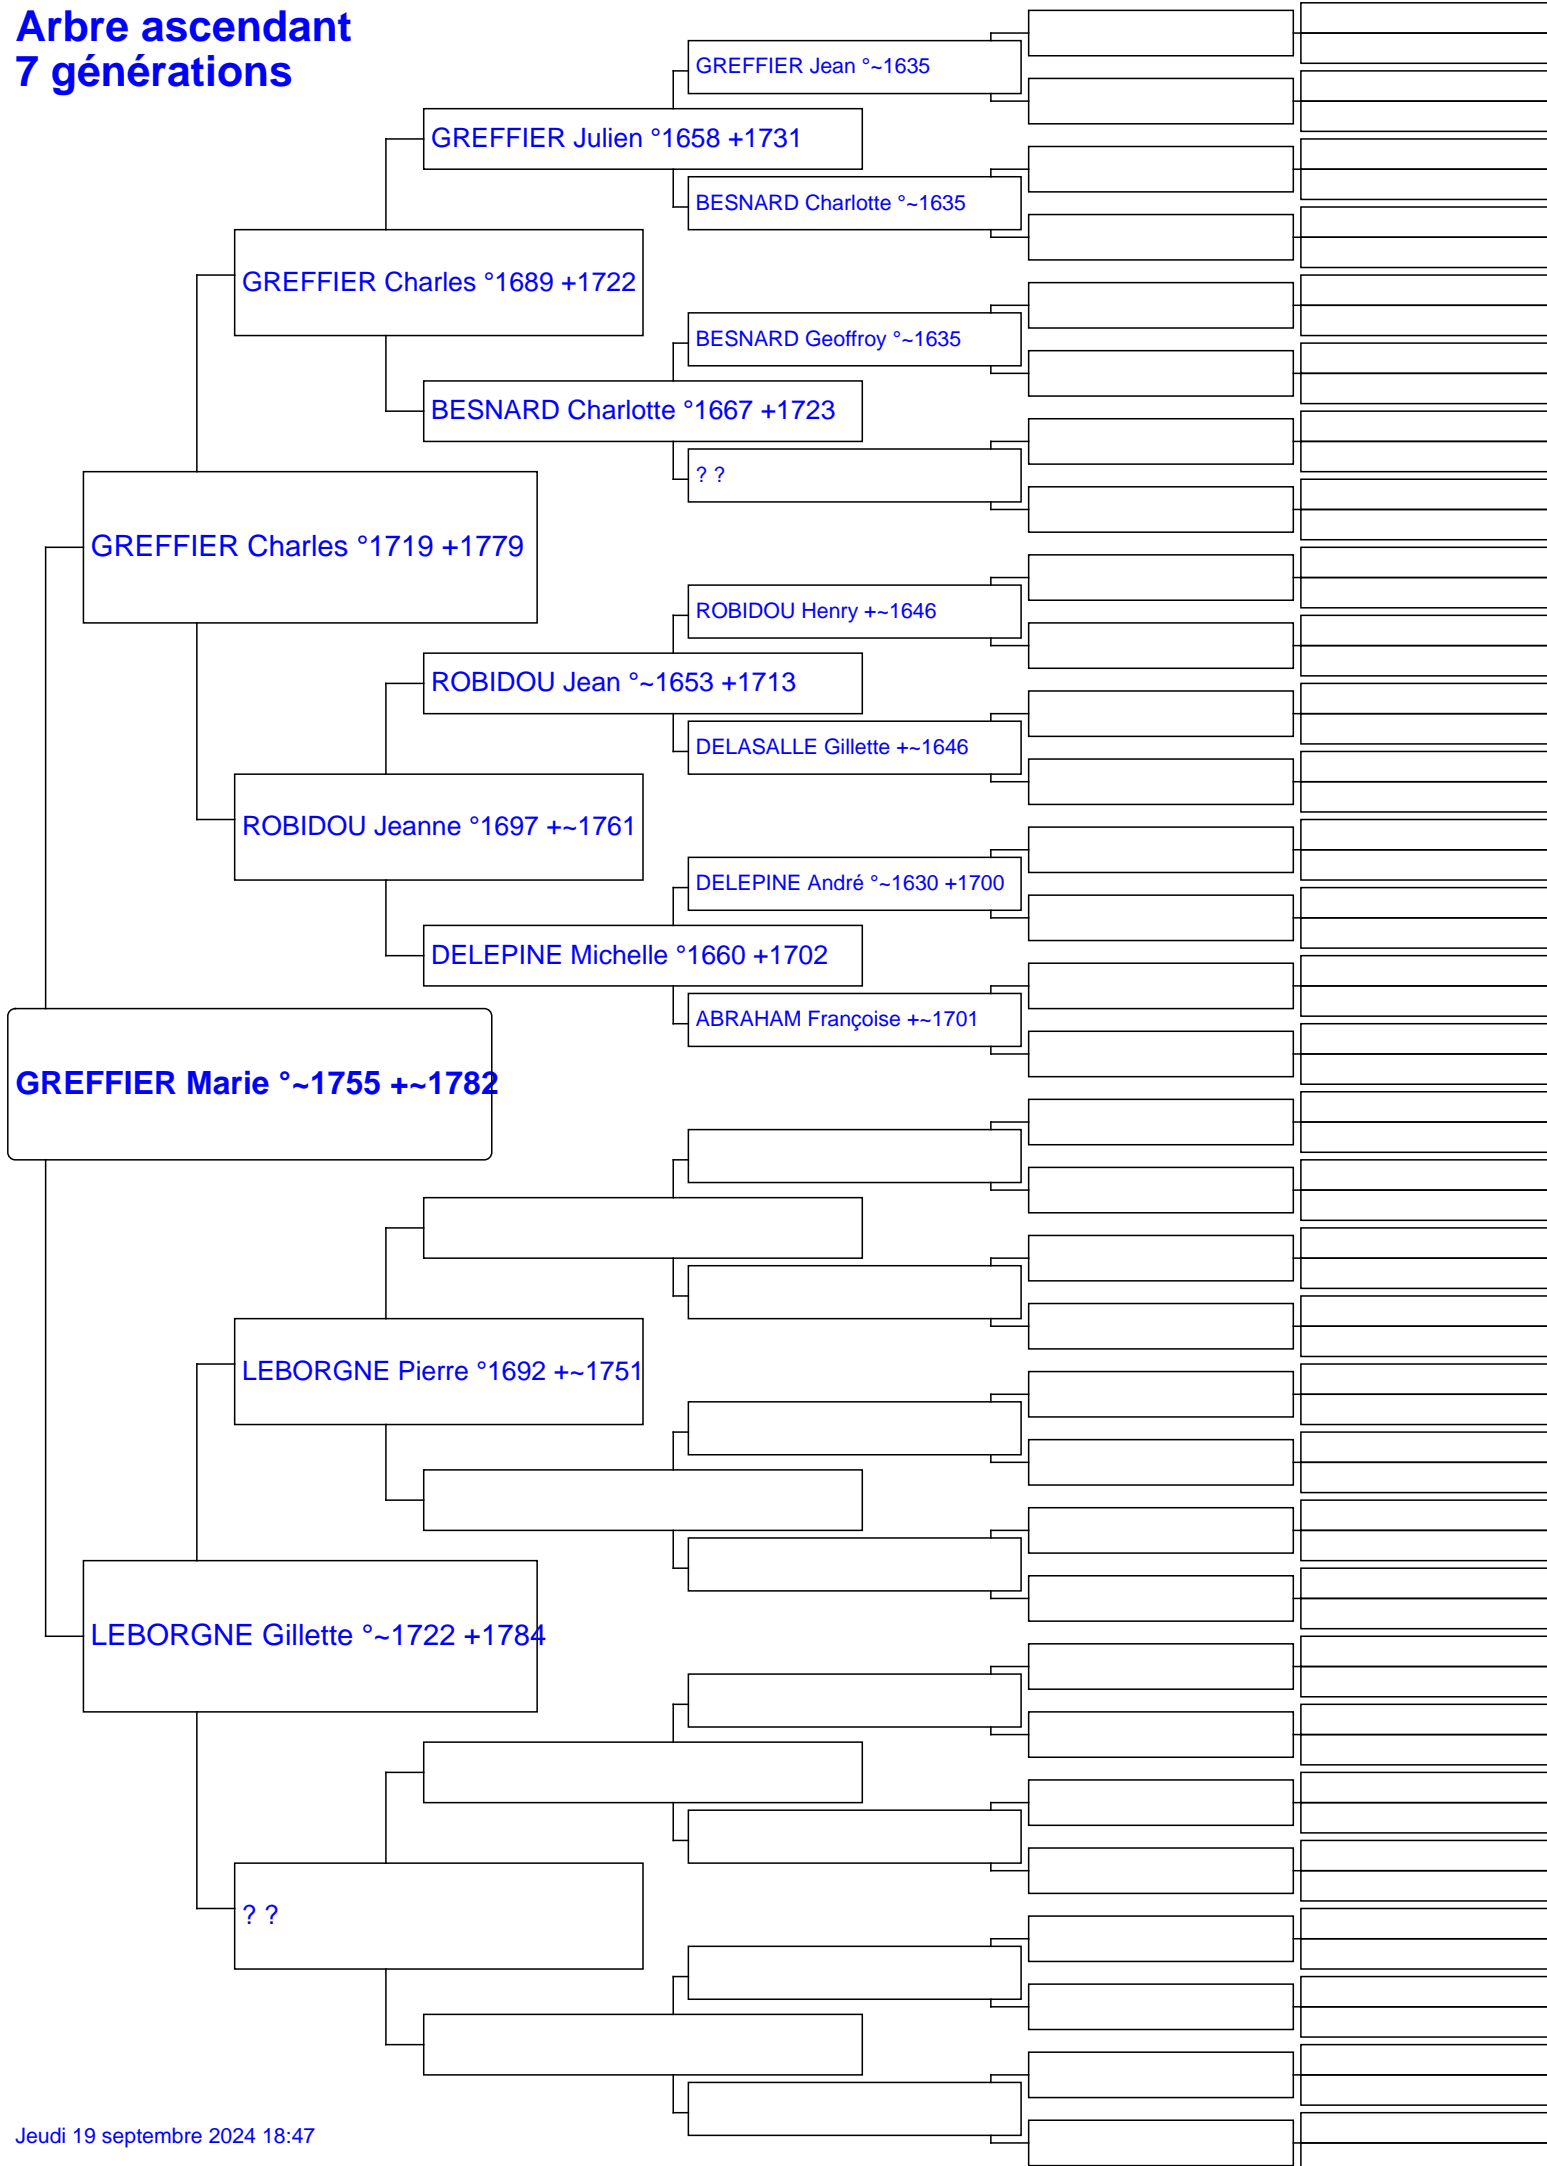 Arbre ascendant
7 générations
GREFFIER Jean °~1635
GREFFIER Julien °1658 +1731
BESNARD Charlotte °~1635
GREFFIER Charles °1689 +1722
BESNARD Geoffroy °~1635
BESNARD Charlotte °1667 +1723
? ?
GREFFIER Charles °1719 +1779
ROBIDOU Henry +~1646
ROBIDOU Jean °~1653 +1713
DELASALLE Gillette +~1646
ROBIDOU Jeanne °1697 +~1761
DELEPINE André °~1630 +1700
DELEPINE Michelle °1660 +1702
ABRAHAM Françoise +~1701
GREFFIER Marie °~1755 +~1782
LEBORGNE Pierre °1692 +~1751
LEBORGNE Gillette °~1722 +1784
? ?
Jeudi 19 septembre 2024 18:47